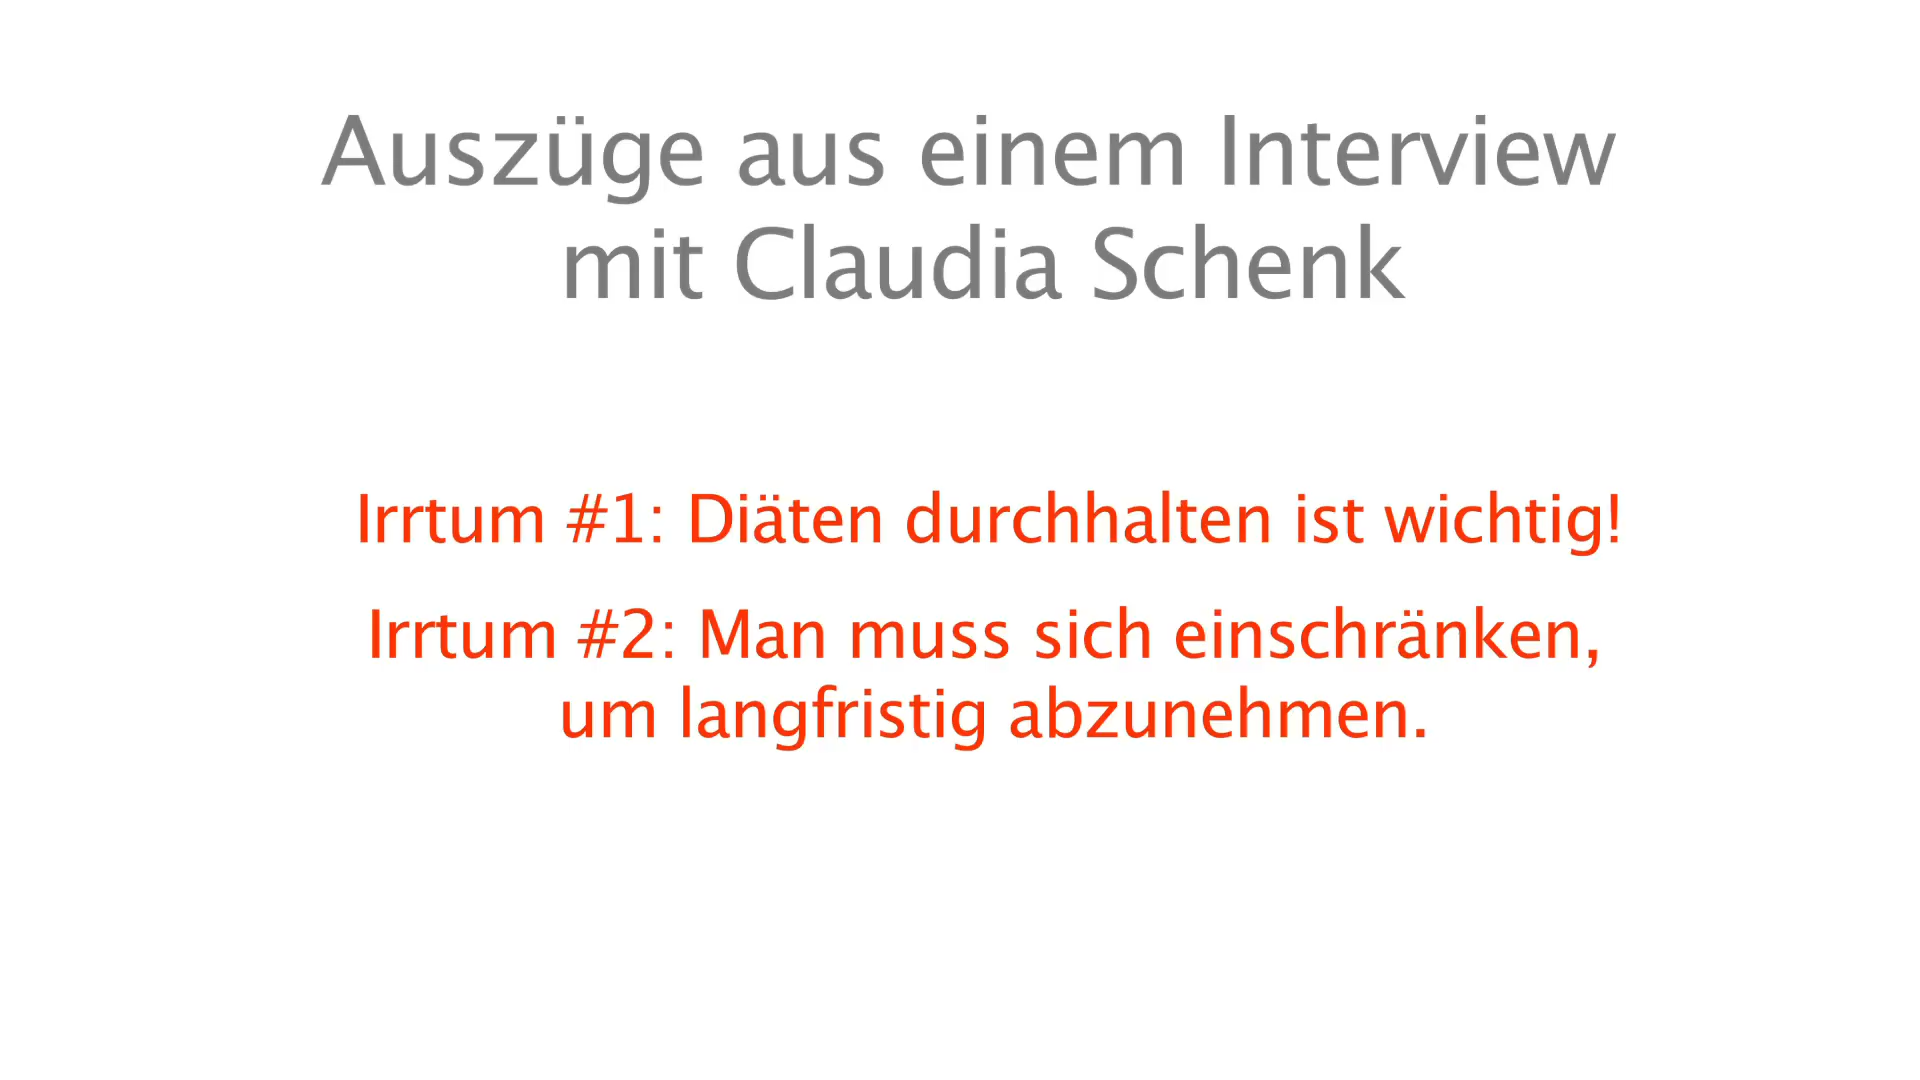 Auszüge aus einem Interview
mit Claudia Schenk
Irrtum #1: Diäten durchhalten ist wichtig!
Irrtum #2: Man muss sich einschränken,
um langfristig abzunehmen.